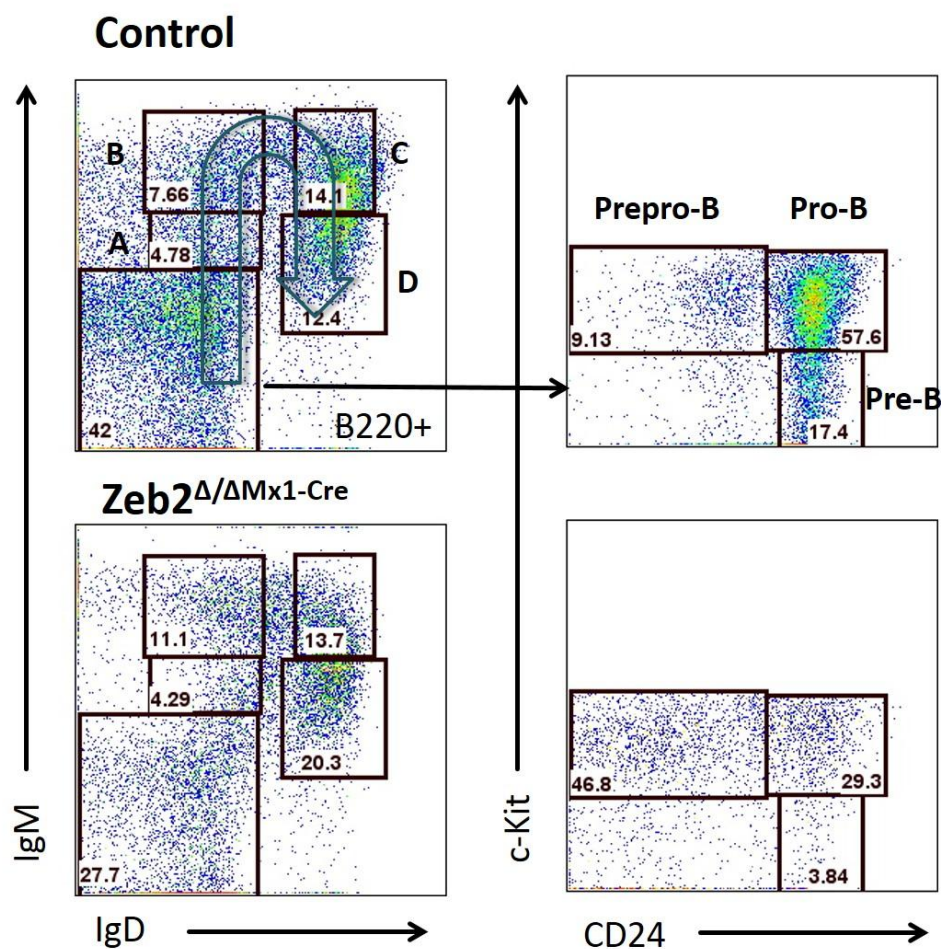 Control
B
7.66
A
4.78
C
14.1
D
12.4
42
B220+
Prepro-B
Pro-B
9.13
57.6
Pre-B
17.4
Zeb2Δ/ΔMx1-Cre
11.1
13.7
4.29
20.3
27.7
46.8
29.3
3.84
IgM
c-Kit
IgD
CD24